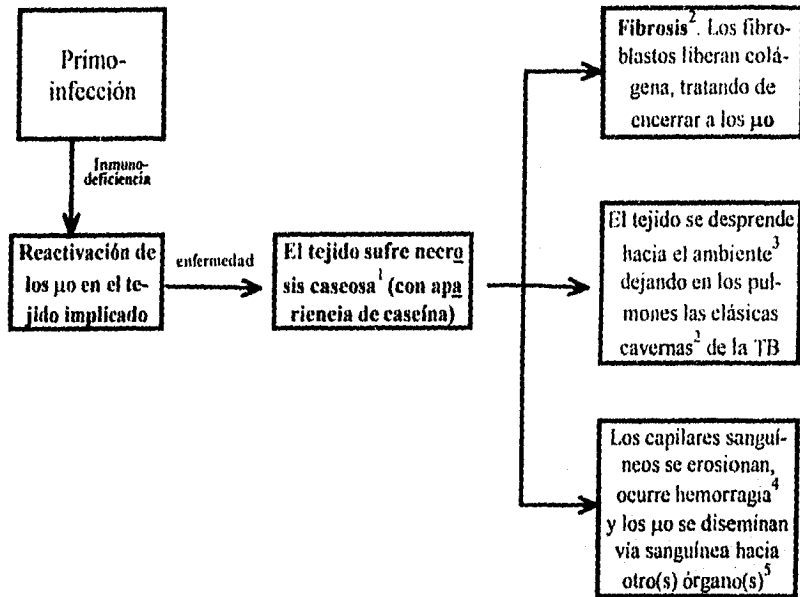 Primo-
infección
Inmuno-
deficiencia
Reactivación de
los μo en el te-
jido implicado
enfermedad
El tejido sufre necro
sis caseosa¹ (con apa
riencia de caseína)
Fibrosis². Los fibro-
blastos liberan colá-
gena, tratando de
encerrar a los μo
El tejido se desprende
hacia el ambiente³
dejando en los pul-
mones las clásicas
cavernas² de la TB
Los capilares sanguí-
neos se erosionan,
ocurre hemorragia⁴
y los μo se diseminan
vía sanguínea hacia
otro(s) órgano(s)⁵